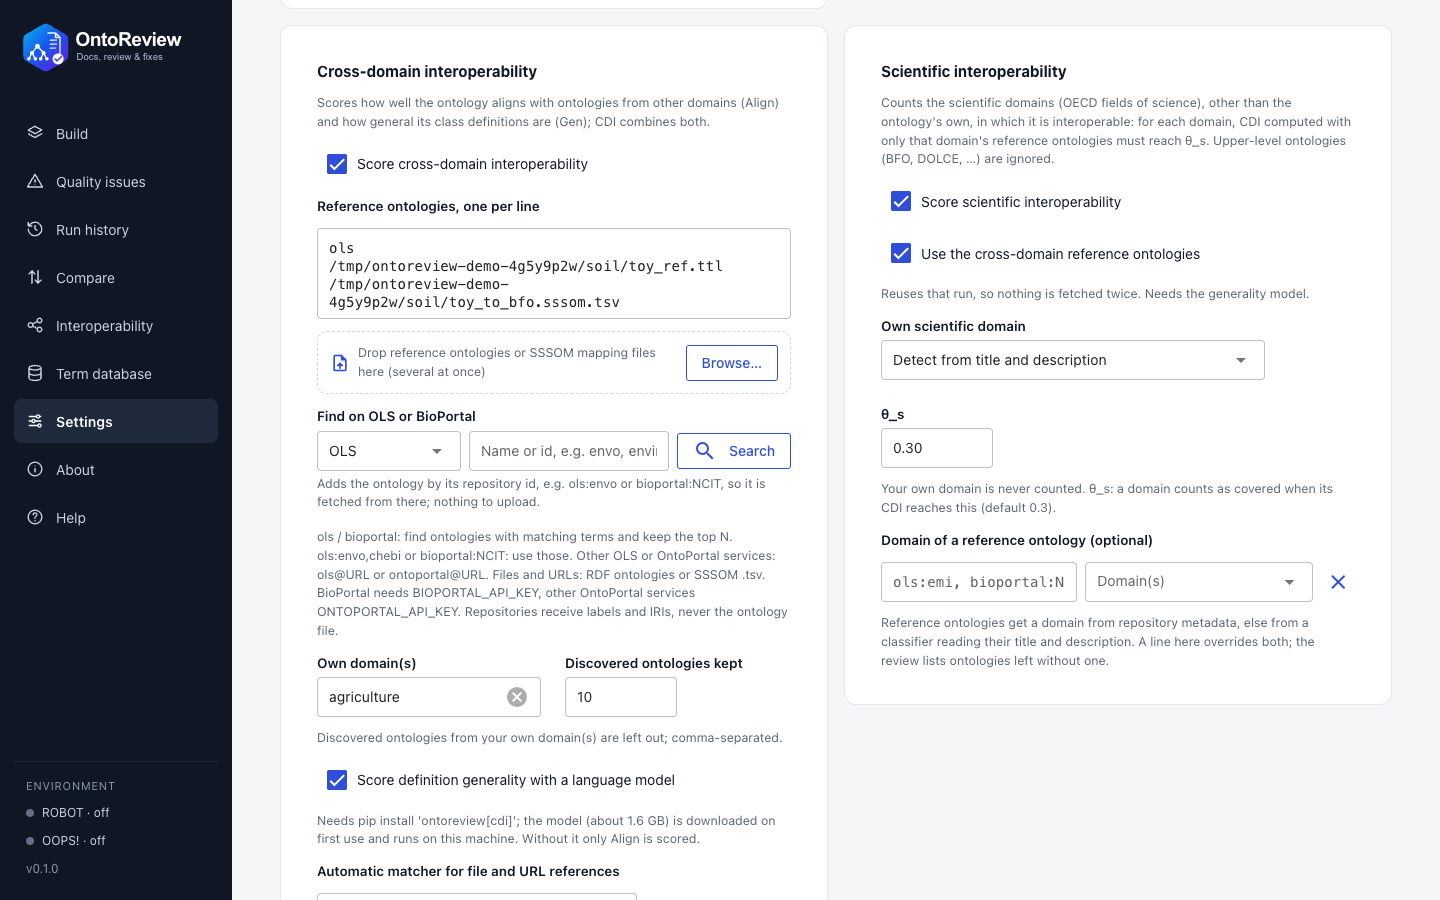 OntoReview
Docs, review & fixes
Build
Quality issues
Run history
Compare
Interoperability
Term database
Settings
About
Help
ENVIRONMENT
ROBOT · off
OOPS! · off
v0.1.0
Cross-domain interoperability
Scores how well the ontology aligns with ontologies from other domains (Align)
and how general its class definitions are (Gen); CDI combines both.
Score cross-domain interoperability
Reference ontologies, one per line
ols
/tmp/ontoreview-demo-4g5y9p2w/soil/toy_ref.ttl
/tmp/ontoreview-demo-
4g5y9p2w/soil/toy_to_bfo.sssom.tsv
Drop reference ontologies or SSSOM mapping files
here (several at once)
Browse...
Find on OLS or BioPortal
OLS
Name or id, e.g. envo, envi
Search
Adds the ontology by its repository id, e.g. ols:envo or bioportal:NCIT, so it is
fetched from there; nothing to upload.
ols / bioportal: find ontologies with matching terms and keep the top N.
ols:envo,chebi or bioportal:NCIT: use those. Other OLS or OntoPortal services:
ols@URL or ontoportal@URL. Files and URLs: RDF ontologies or SSSOM .tsv.
BioPortal needs BIOPORTAL_API_KEY, other OntoPortal services
ONTOPORTAL_API_KEY. Repositories receive labels and IRIs, never the ontology
file.
Own domain(s)
agriculture
Discovered ontologies kept
10
Discovered ontologies from your own domain(s) are left out; comma-separated.
Score definition generality with a language model
Needs pip install 'ontoreview[cdi]'; the model (about 1.6 GB) is downloaded on
first use and runs on this machine. Without it only Align is scored.
Automatic matcher for file and URL references
Scientific interoperability
Counts the scientific domains (OECD fields of science), other than the
ontology's own, in which it is interoperable: for each domain, CDI computed with
only that domain's reference ontologies must reach θ_s. Upper-level ontologies
(BFO, DOLCE, ...) are ignored.
Score scientific interoperability
Use the cross-domain reference ontologies
Reuses that run, so nothing is fetched twice. Needs the generality model.
Own scientific domain
Detect from title and description
θ_s
0.30
Your own domain is never counted. θ_s: a domain counts as covered when its
CDI reaches this (default 0.3).
Domain of a reference ontology (optional)
ols:emi, bioportal:N
Domain(s)
Reference ontologies get a domain from repository metadata, else from a
classifier reading their title and description. A line here overrides both; the
review lists ontologies left without one.